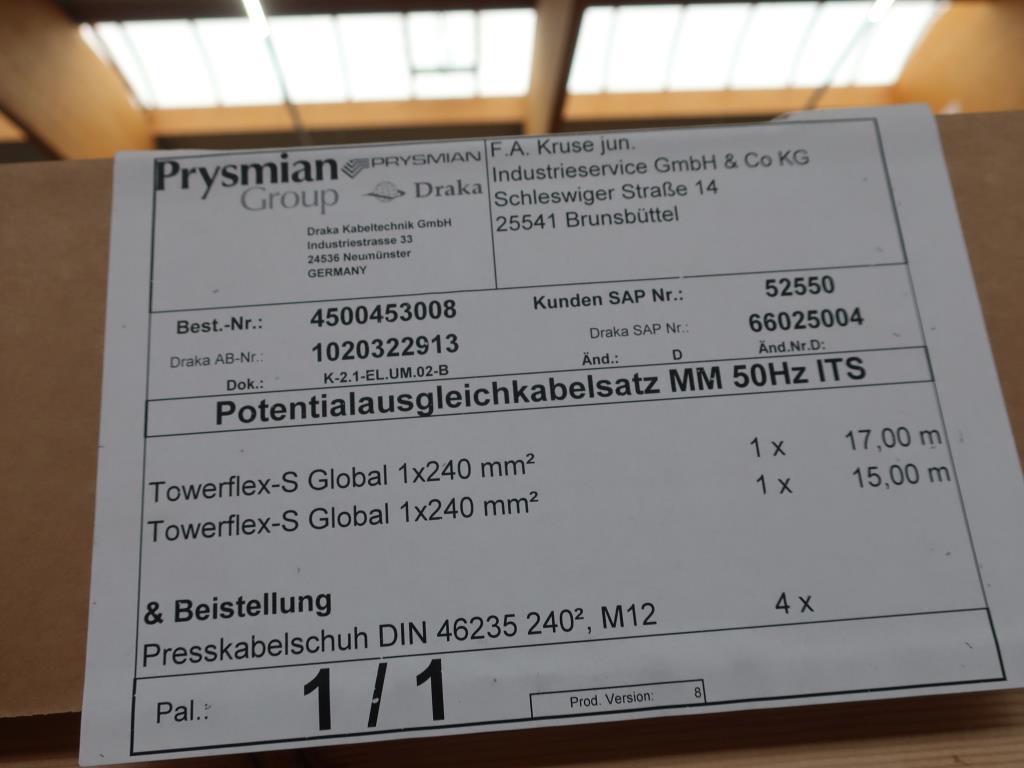 Prysmian
Group
PRYSMIAN
Draka
Draka Kabeltechnik GmbH
Industriestrasse 33
24536 Neumünster
GERMANY
F.A. Kruse jun.
Industrieservice GmbH & Co KG
Schleswiger Straße 14
25541 Brunsbüttel
Best.-Nr.: 4500453008 Kunden SAP Nr.: 52550
Draka AB-Nr.: 1020322913 Draka SAP Nr.: 66025004
Dok.: K-2.1-EL.UM.02-B Änd.: D Änd.Nr.D:
Potentialausgleichkabelsatz MM 50Hz ITS
Towerflex-S Global 1x240 mm² 1 x 17,00 m
Towerflex-S Global 1x240 mm² 1 x 15,00 m
& Beistellung
Presskabelschuh DIN 46235 240², M12 4 x
Pal.: 1 / 1 Prod. Version: 8